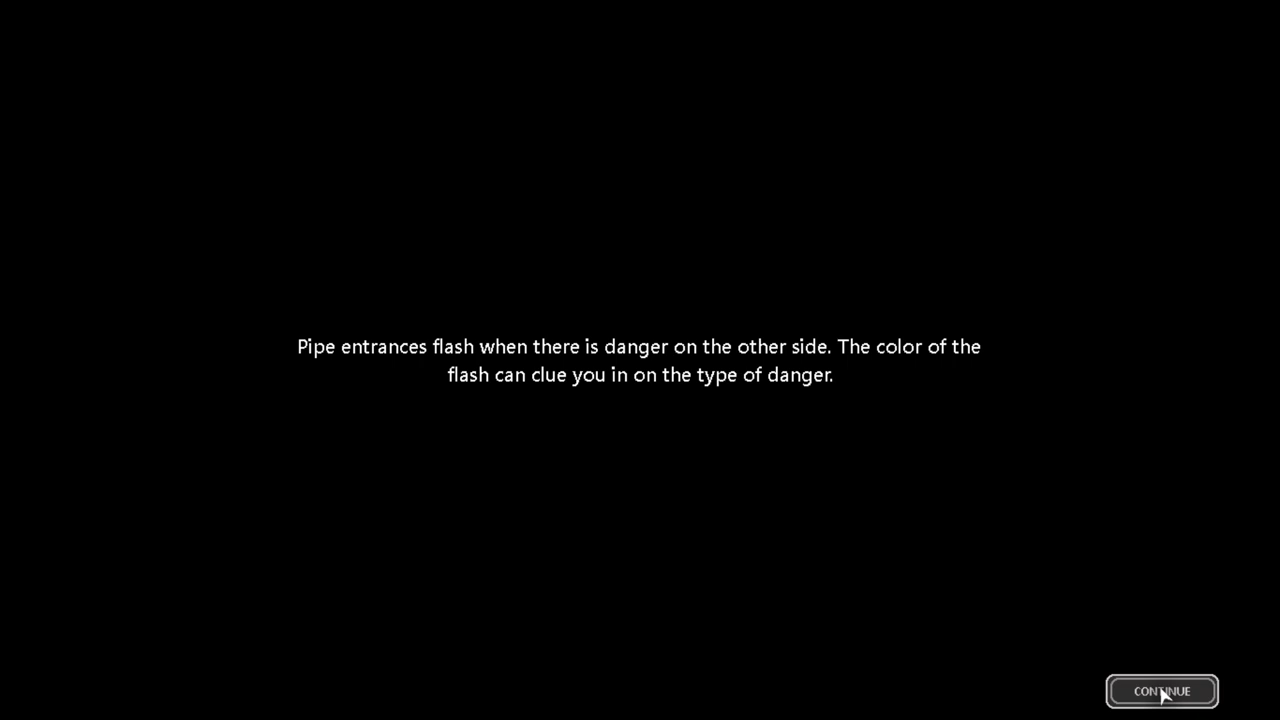 Pipe entrances flash when there is danger on the other side. The color of the
flash can clue you in on the type of danger.
CONTINUE